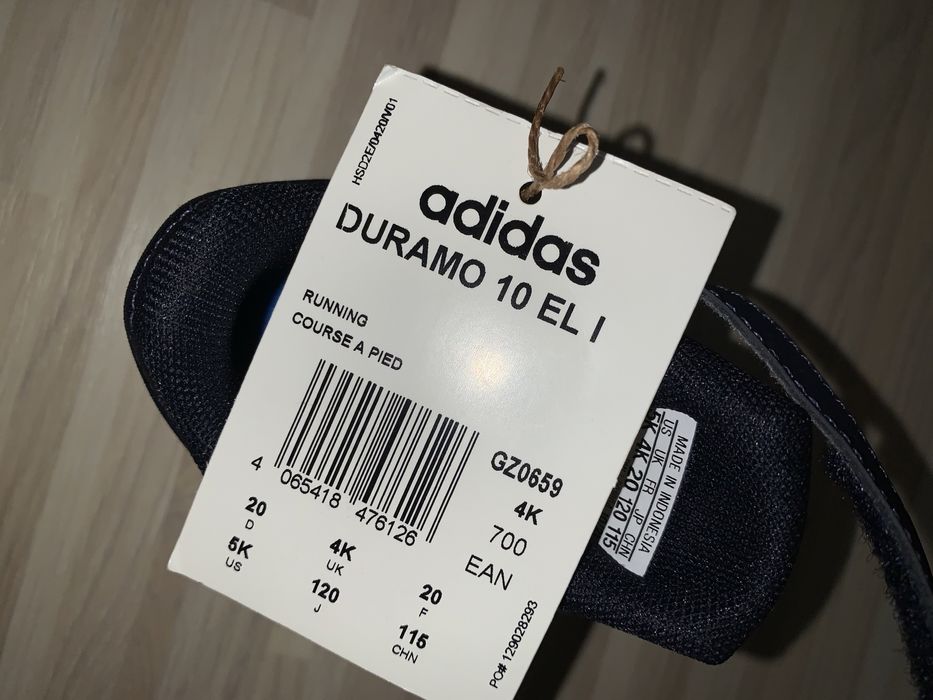 HSD2E/0420/V01
adidas
DURAMO 10 EL I
RUNNING
COURSE A PIED
GZ0659
4K
700
EAN
4 065418 476126
20
D
5K
US
4K
UK
120
J
20
F
115
CHN
PO# 129028293
MADE IN INDONESIA
US UK FR JP CHN
5K 4K 20 120 115